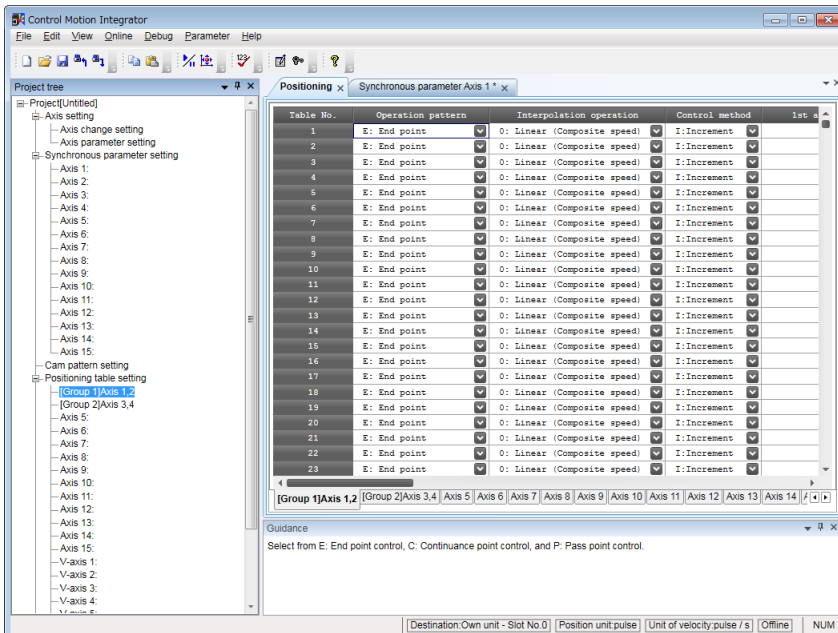 Control Motion Integrator
File Edit View Online Debug Parameter Help
Project tree
Project[Untitled]
Axis setting
Axis change setting
Axis parameter setting
Synchronous parameter setting
Axis 1:
Axis 2:
Axis 3:
Axis 4:
Axis 5:
Axis 6:
Axis 7:
Axis 8:
Axis 9:
Axis 10:
Axis 11:
Axis 12:
Axis 13:
Axis 14:
Axis 15:
Cam pattern setting
Positioning table setting
[Group 1]Axis 1,2
[Group 2]Axis 3,4
Axis 5:
Axis 6:
Axis 7:
Axis 8:
Axis 9:
Axis 10:
Axis 11:
Axis 12:
Axis 13:
Axis 14:
Axis 15:
V-axis 1:
V-axis 2:
V-axis 3:
V-axis 4:
Positioning Synchronous parameter Axis 1 *
Table No. Operation pattern Interpolation operation Control method 1st a
1 E: End point 0: Linear (Composite speed) I:Increment
2 E: End point 0: Linear (Composite speed) I:Increment
3 E: End point 0: Linear (Composite speed) I:Increment
4 E: End point 0: Linear (Composite speed) I:Increment
5 E: End point 0: Linear (Composite speed) I:Increment
6 E: End point 0: Linear (Composite speed) I:Increment
7 E: End point 0: Linear (Composite speed) I:Increment
8 E: End point 0: Linear (Composite speed) I:Increment
9 E: End point 0: Linear (Composite speed) I:Increment
10 E: End point 0: Linear (Composite speed) I:Increment
11 E: End point 0: Linear (Composite speed) I:Increment
12 E: End point 0: Linear (Composite speed) I:Increment
13 E: End point 0: Linear (Composite speed) I:Increment
14 E: End point 0: Linear (Composite speed) I:Increment
15 E: End point 0: Linear (Composite speed) I:Increment
16 E: End point 0: Linear (Composite speed) I:Increment
17 E: End point 0: Linear (Composite speed) I:Increment
18 E: End point 0: Linear (Composite speed) I:Increment
19 E: End point 0: Linear (Composite speed) I:Increment
20 E: End point 0: Linear (Composite speed) I:Increment
21 E: End point 0: Linear (Composite speed) I:Increment
22 E: End point 0: Linear (Composite speed) I:Increment
23 E: End point 0: Linear (Composite speed) I:Increment
[Group 1]Axis 1,2 [Group 2]Axis 3,4 Axis 5 Axis 6 Axis 7 Axis 8 Axis 9 Axis 10 Axis 11 Axis 12 Axis 13 Axis 14
Guidance
Select from E: End point control, C: Continuance point control, and P: Pass point control.
Destination:Own unit - Slot No.0 Position unit:pulse Unit of velocity:pulse / s Offline NUM